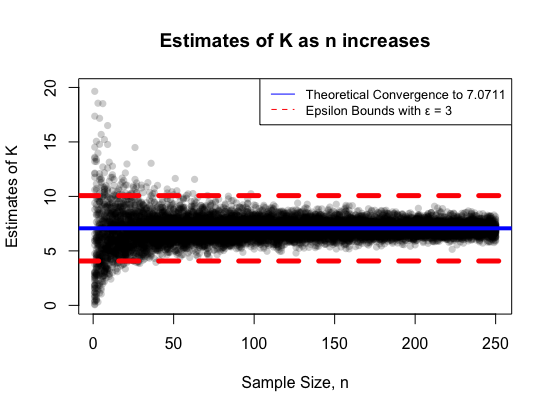 Estimates of K as n increases
Theoretical Convergence to 7.0711
Epsilon Bounds with ε = 3
Estimates of K
20
15
10
5
0
0 50 100 150 200 250
Sample Size, n